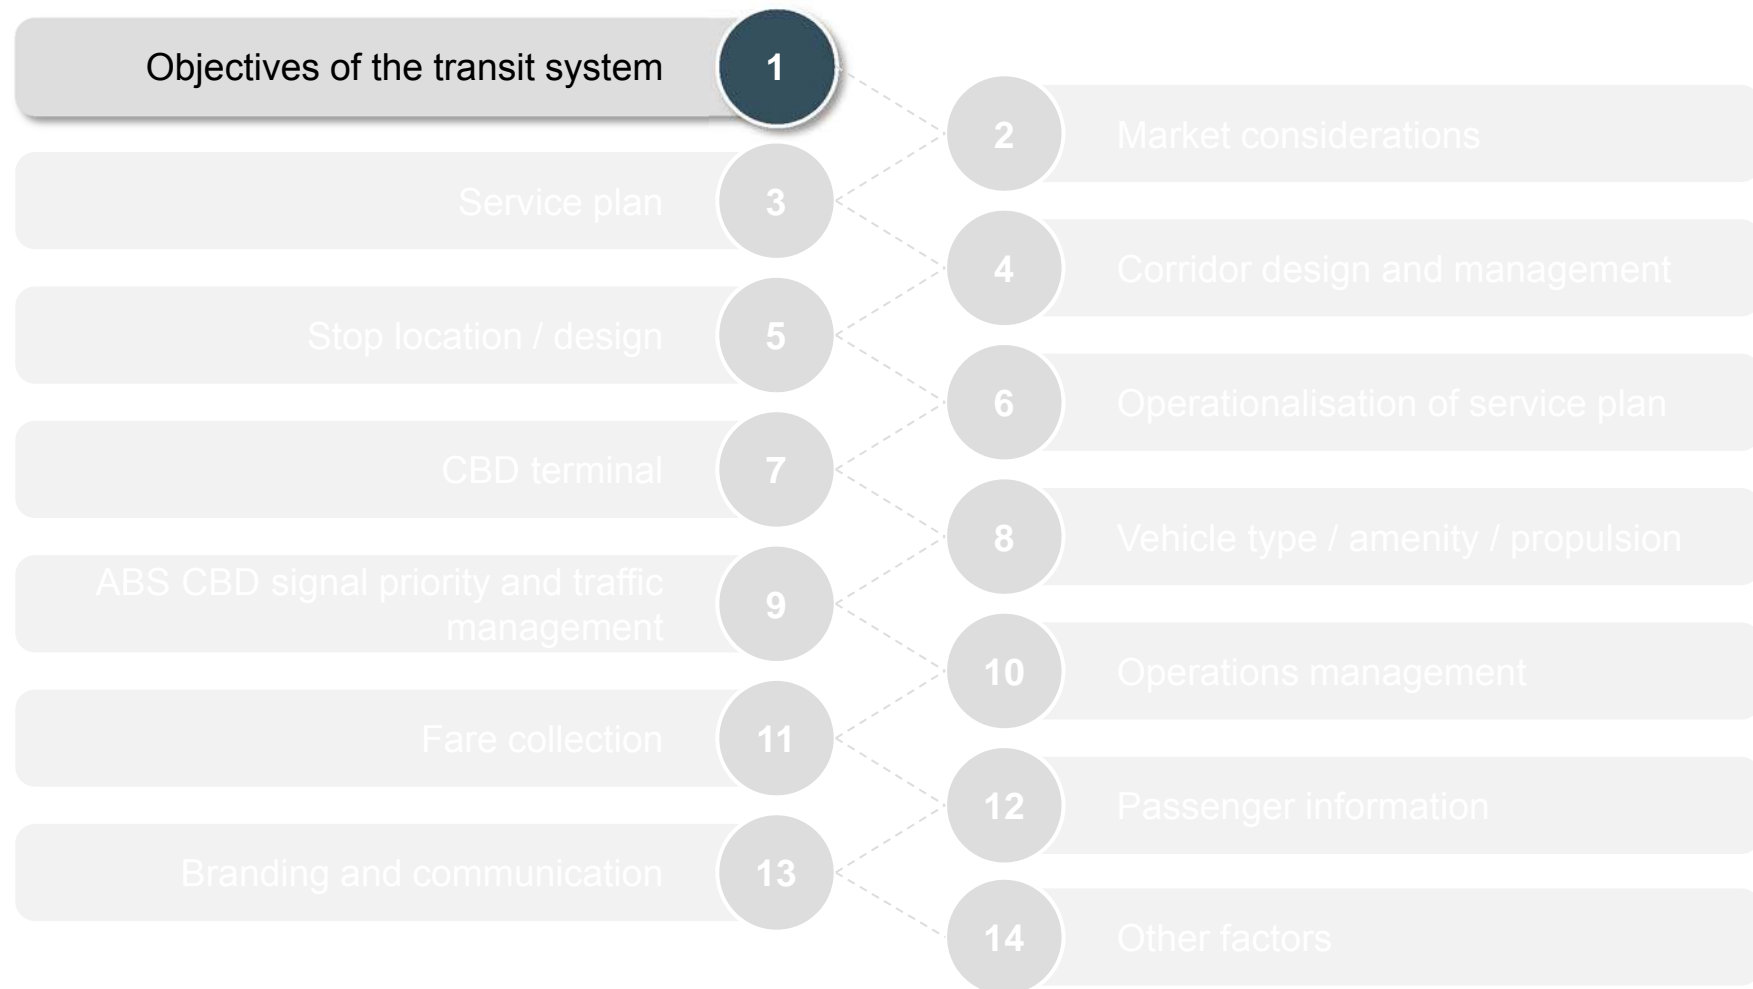 Objectives of the transit system
1
2
Market considerations
Service plan
3
4
Corridor design and management
Stop location / design
5
6
Operationalisation of service plan
CBD terminal
7
8
Vehicle type / amenity / propulsion
ABS CBD signal priority and traffic
management
9
10
Operations management
Fare collection
11
12
Passenger information
Branding and communication
13
14
Other factors